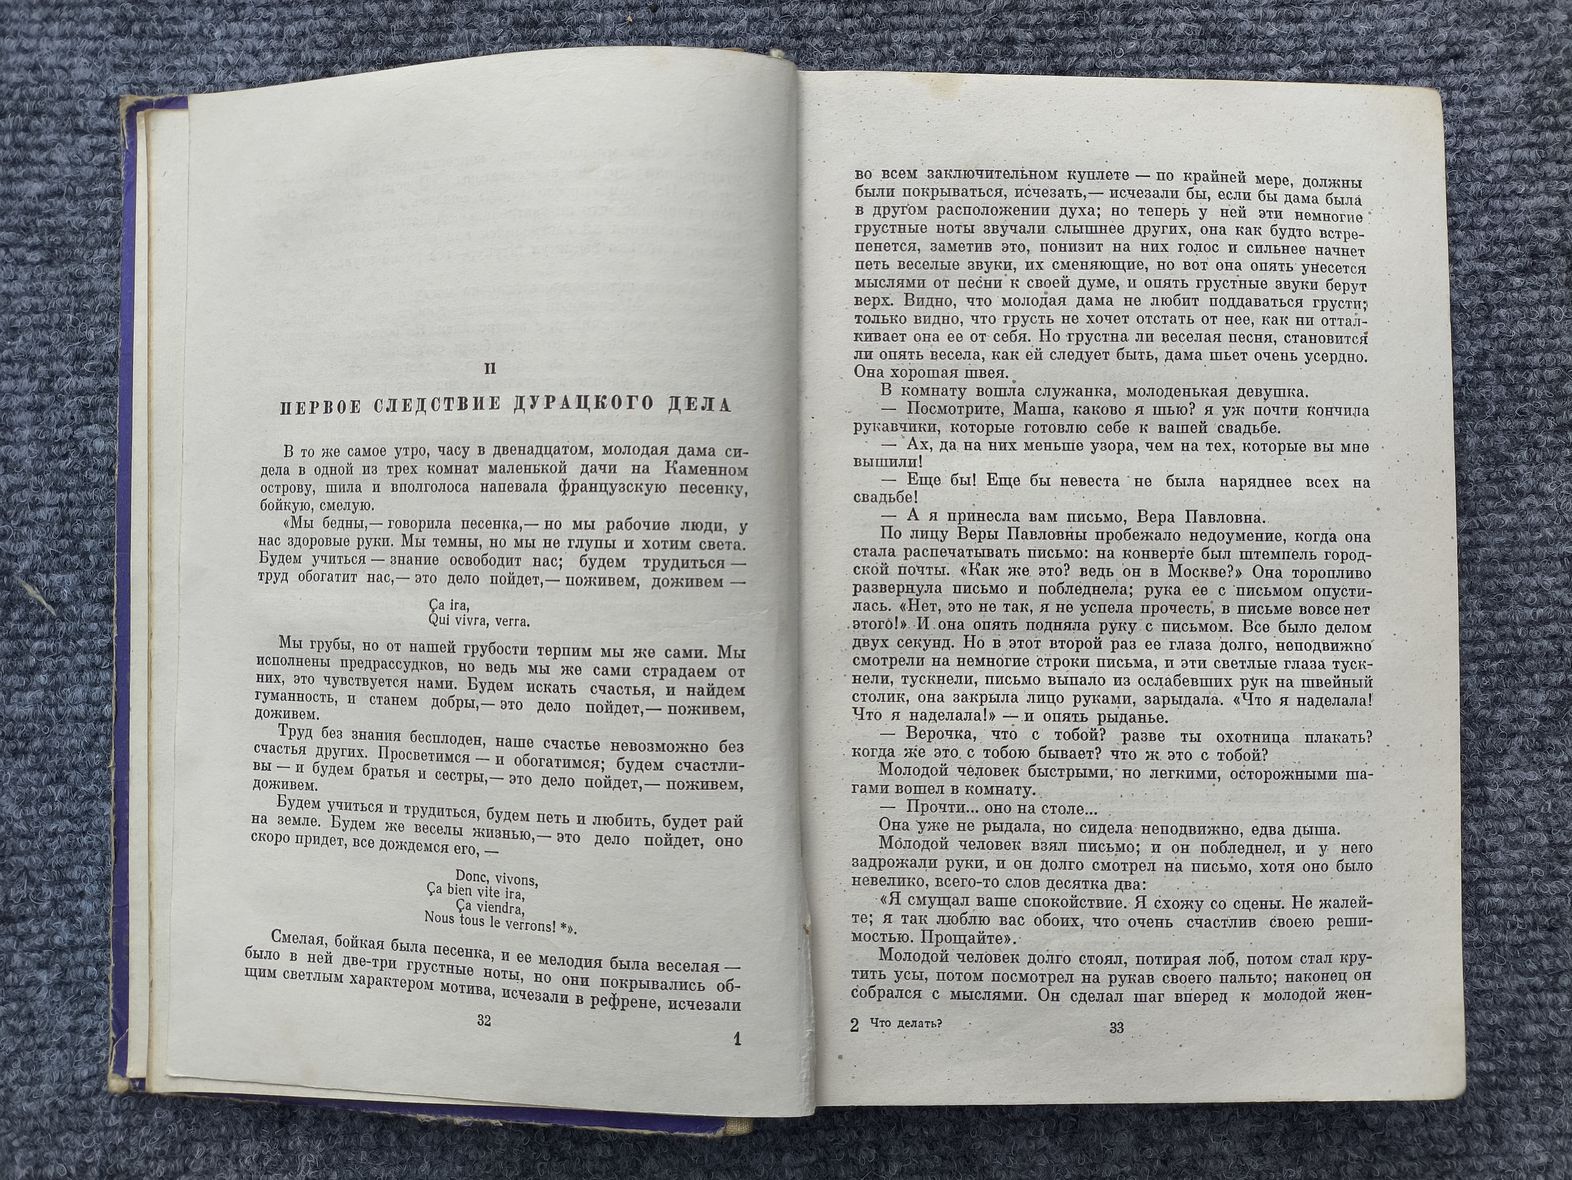 II
ПЕРВОЕ СЛЕДСТВИЕ ДУРАЦКОГО ДЕЛА
В то же самое утро, часу в двенадцатом, молодая дама си-
дела в одной из трех комнат маленькой дачи на Каменном
острову, шила и вполголоса напевала французскую песенку,
бойкую, смелую.
«Мы бедны,— говорила песенка,— но мы рабочие люди, у
нас здоровые руки. Мы темны, но мы не глупы и хотим света.
Будем учиться — знание освободит нас; будем трудиться —
труд обогатит нас,— это дело пойдет,— поживем, доживем —
Ça ira,
Qui vivra, verra.
Мы грубы, но от нашей грубости терпим мы же сами. Мы
исполнены предрассудков, но ведь мы же сами страдаем от
них, это чувствуется нами. Будем искать счастья, и найдем
гуманность, и станем добры,— это дело пойдет,— поживем,
доживем.
Труд без знания бесплоден, наше счастье невозможно без
счастья других. Просветимся — и обогатимся; будем счастли-
вы — и будем братья и сестры,— это дело пойдет,— поживем,
доживем.
Будем учиться и трудиться, будем петь и любить, будет рай
на земле. Будем же веселы жизнью,— это дело пойдет, оно
скоро придет, все дождемся его, —
Donc, vivons,
Ça bien vite ira,
Ça viendra,
Nous tous le verrons! *».
Смелая, бойкая была песенка, и ее мелодия была веселая —
было в ней две-три грустные ноты, но они покрывались об-
щим светлым характером мотива, исчезали в рефрене, исчезали
32
1
во всем заключительном куплете — по крайней мере, должны
были покрываться, исчезать,— исчезали бы, если бы дама была
в другом расположении духа; но теперь у ней эти немногие
грустные ноты звучали слышнее других, она как будто встре-
пенется, заметив это, понизит на них голос и сильнее начнет
петь веселые звуки, их сменяющие, но вот она опять унесется
мыслями от песни к своей думе, и опять грустные звуки берут
верх. Видно, что молодая дама не любит поддаваться грусти;
только видно, что грусть не хочет отстать от нее, как ни оттал-
кивает она ее от себя. Но грустна ли веселая песня, становится
ли опять весела, как ей следует быть, дама шьет очень усердно.
Она хорошая швея.
В комнату вошла служанка, молоденькая девушка.
— Посмотрите, Маша, каково я шью? я уж почти кончила
рукавчики, которые готовлю себе к вашей свадьбе.
— Ах, да на них меньше узора, чем на тех, которые вы мне
вышили!
— Еще бы! Еще бы невеста не была наряднее всех на
свадьбе!
— А я принесла вам письмо, Вера Павловна.
По лицу Веры Павловны пробежало недоумение, когда она
стала распечатывать письмо: на конверте был штемпель город-
ской почты. «Как же это? ведь он в Москве?» Она торопливо
развернула письмо и побледнела; рука ее с письмом опусти-
лась. «Нет, это не так, я не успела прочесть, в письме вовсе нет
этого!» И она опять подняла руку с письмом. Все было делом
двух секунд. Но в этот второй раз ее глаза долго, неподвижно
смотрели на немногие строки письма, и эти светлые глаза туск-
нели, тускнели, письмо выпало из ослабевших рук на швейный
столик, она закрыла лицо руками, зарыдала. «Что я наделала!
Что я наделала!» — и опять рыданье.
— Верочка, что с тобой? разве ты охотница плакать?
когда же это с тобою бывает? что ж это с тобой?
Молодой человек быстрыми, но легкими, осторожными ша-
гами вошел в комнату.
— Прочти... оно на столе...
Она уже не рыдала, но сидела неподвижно, едва дыша.
Молодой человек взял письмо; и он побледнел, и у него
задрожали руки, и он долго смотрел на письмо, хотя оно было
невелико, всего-то слов десятка два:
«Я смущал ваше спокойствие. Я схожу со сцены. Не жалей-
те; я так люблю вас обоих, что очень счастлив своею реши-
мостью. Прощайте».
Молодой человек долго стоял, потирая лоб, потом стал кру-
тить усы, потом посмотрел на рукав своего пальто; наконец он
собрался с мыслями. Он сделал шаг вперед к молодой жен-
2 Что делать?
33